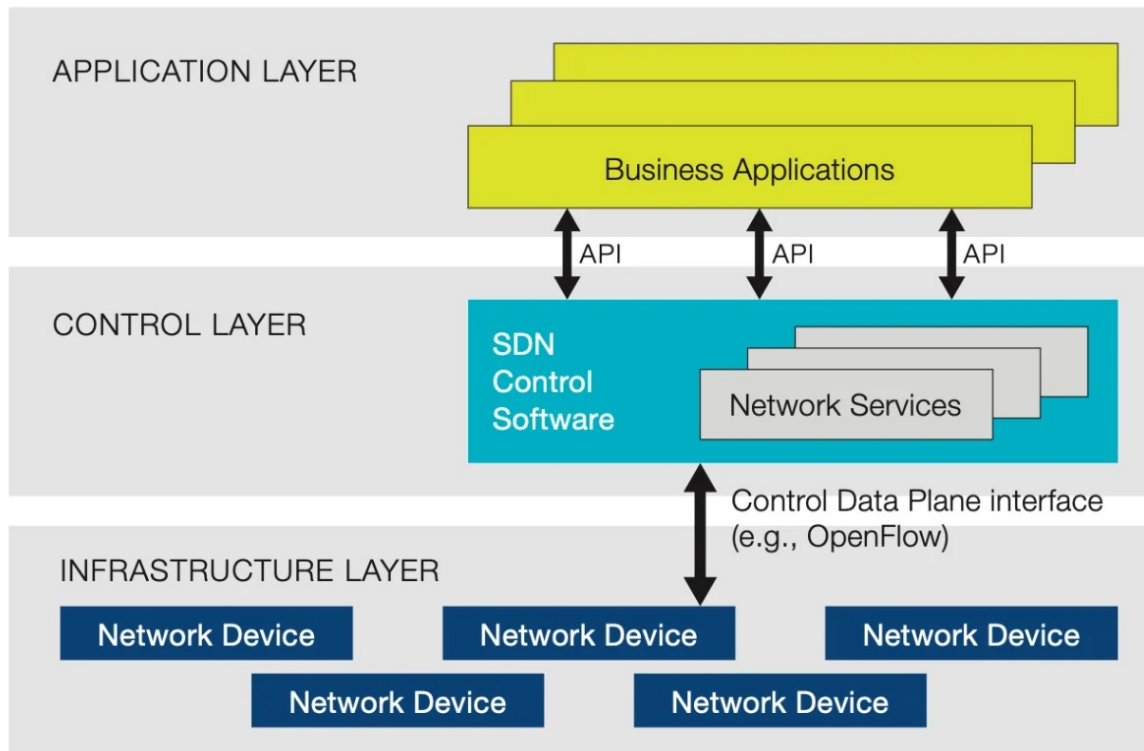 APPLICATION LAYER
Business Applications
API
API
API
CONTROL LAYER
SDN
Control
Software
Network Services
Control Data Plane interface
(e.g., OpenFlow)
INFRASTRUCTURE LAYER
Network Device
Network Device
Network Device
Network Device
Network Device